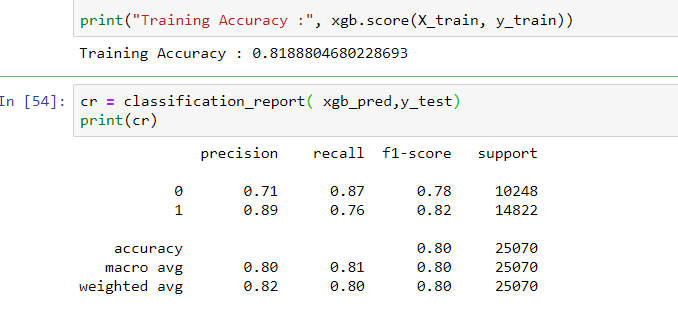 print("Training Accuracy :", xgb.score(X_train, y_train))
Training Accuracy : 0.8188804680228693
In [54]: cr = classification_report( xgb_pred,y_test)
print(cr)
precision recall f1-score support
0 0.71 0.87 0.78 10248
1 0.89 0.76 0.82 14822
accuracy 0.80 25070
macro avg 0.80 0.81 0.80 25070
weighted avg 0.82 0.80 0.80 25070